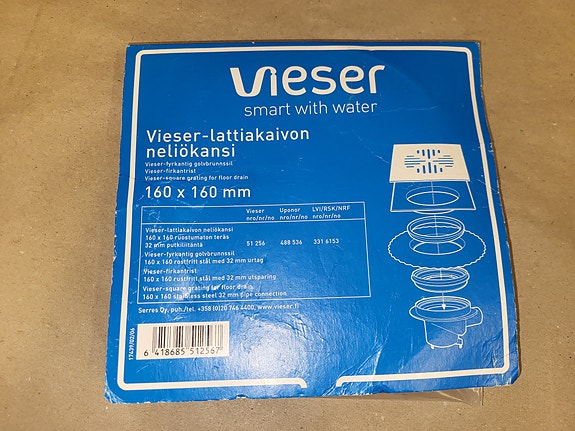 Vieser
smart with water
Vieser-lattiakaivon
neliökansi
Vieser-fyrkantig golvbrunnssil
Vieser-firkantrist
Vieser-square grating for floor drain
160 x 160 mm
Vieser Uponor LVI/RSK/NRF
nro/nr/no nro/nr/no nro/nr/no
Vieser-lattiakaivon neliökansi
160 x 160 ruostumaton teräs
32 mm putkiliitäntä 51 256 488 536 331 6153
Vieser-fyrkantig golvbrunnssil
160 x 160 rostfritt stål med 32 mm urtag
Vieser-firkantrist
160 x 160 rustfritt stål med 32 mm utsparing
Vieser-square grating for floor drain
160 x 160 stainless steel 32 mm pipe connection
Serres Oy, puh./tel. +358 (0)20 746 4400, www.vieser.fi
17439/02/06
6 418685 512567